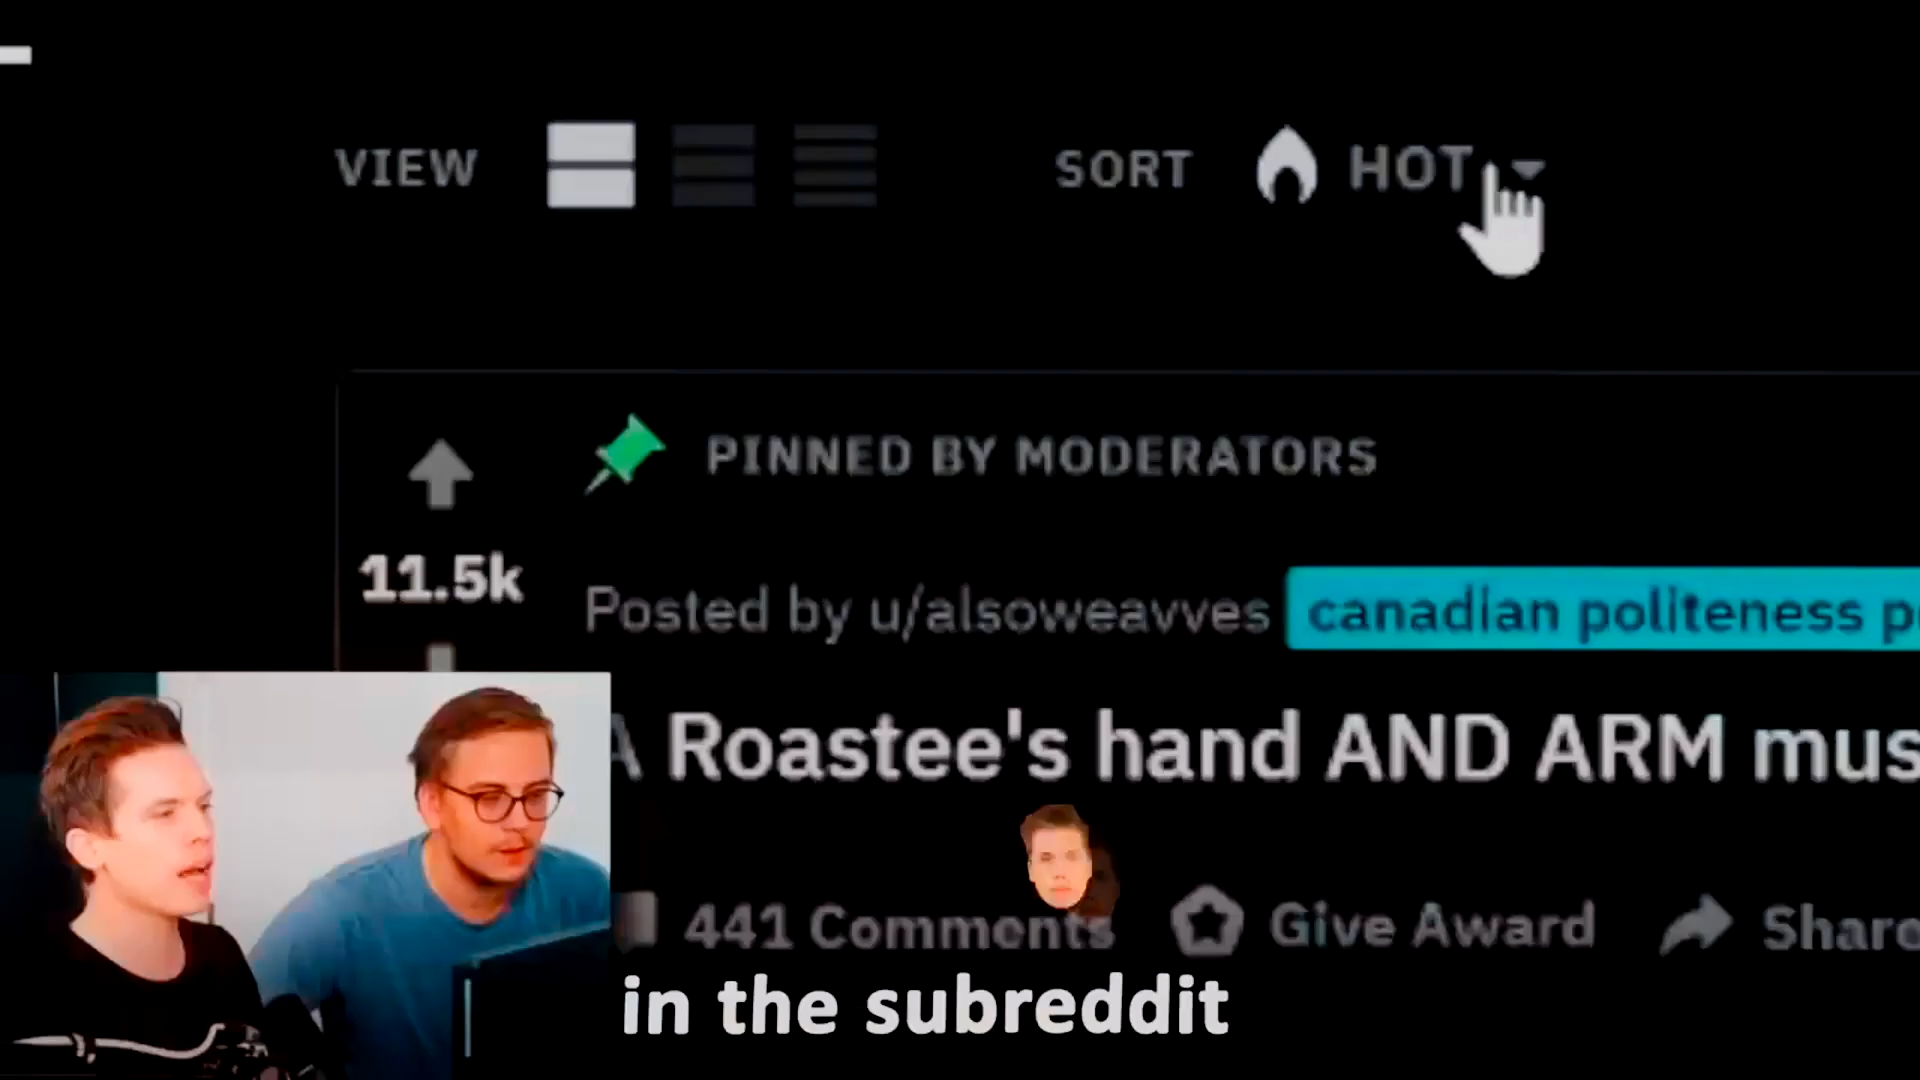 VIEW SORT HOT
PINNED BY MODERATORS
11.5k
Posted by u/alsoweavves canadian politeness
A Roastee's hand AND ARM
441 Comments Give Award Share
in the subreddit